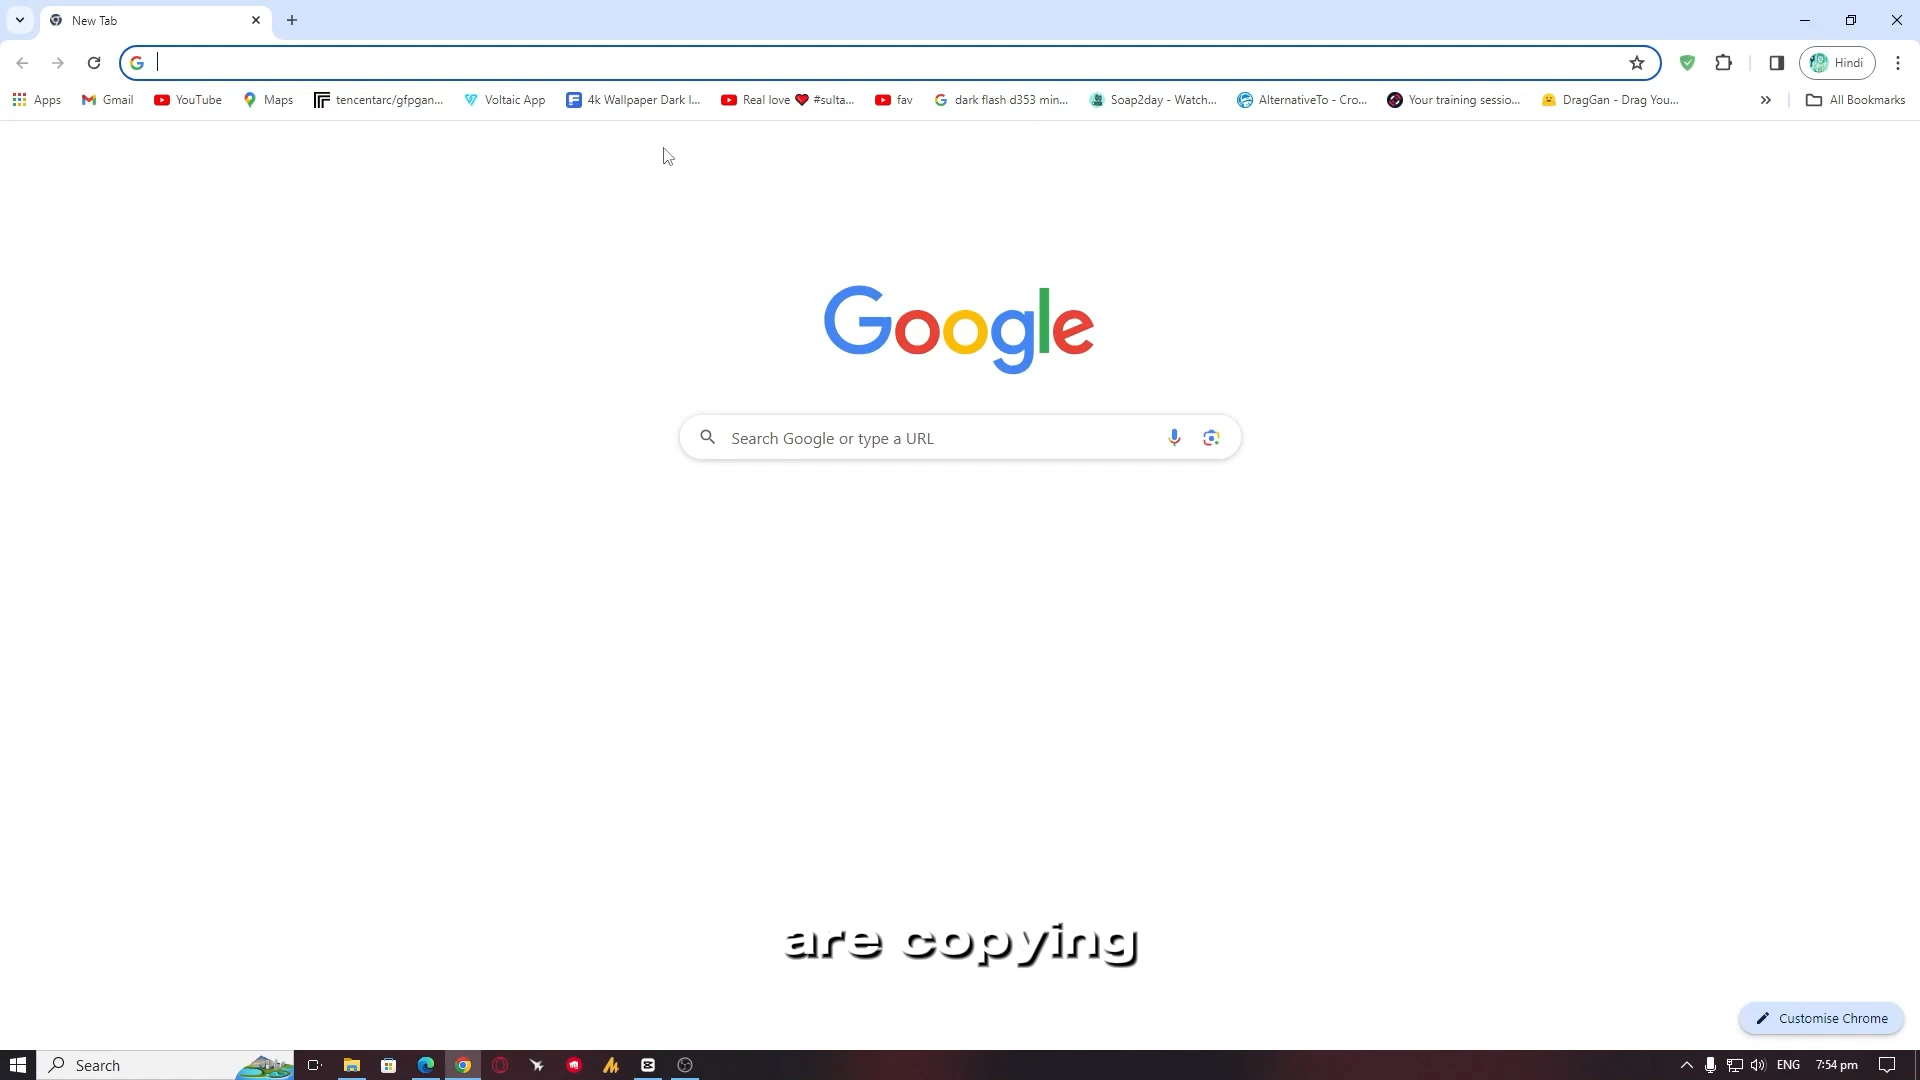 New Tab
Hindi
Apps Gmail YouTube Maps tencentarc/gfpgan... Voltaic App 4k Wallpaper Dark I... Real love ❤ #sulta... fav dark flash d353 min... Soap2day - Watch... AlternativeTo - Cro... Your training sessio... DragGan - Drag You... » All Bookmarks
Google
Search Google or type a URL
are copying
Customise Chrome
Search ENG 7:54 pm